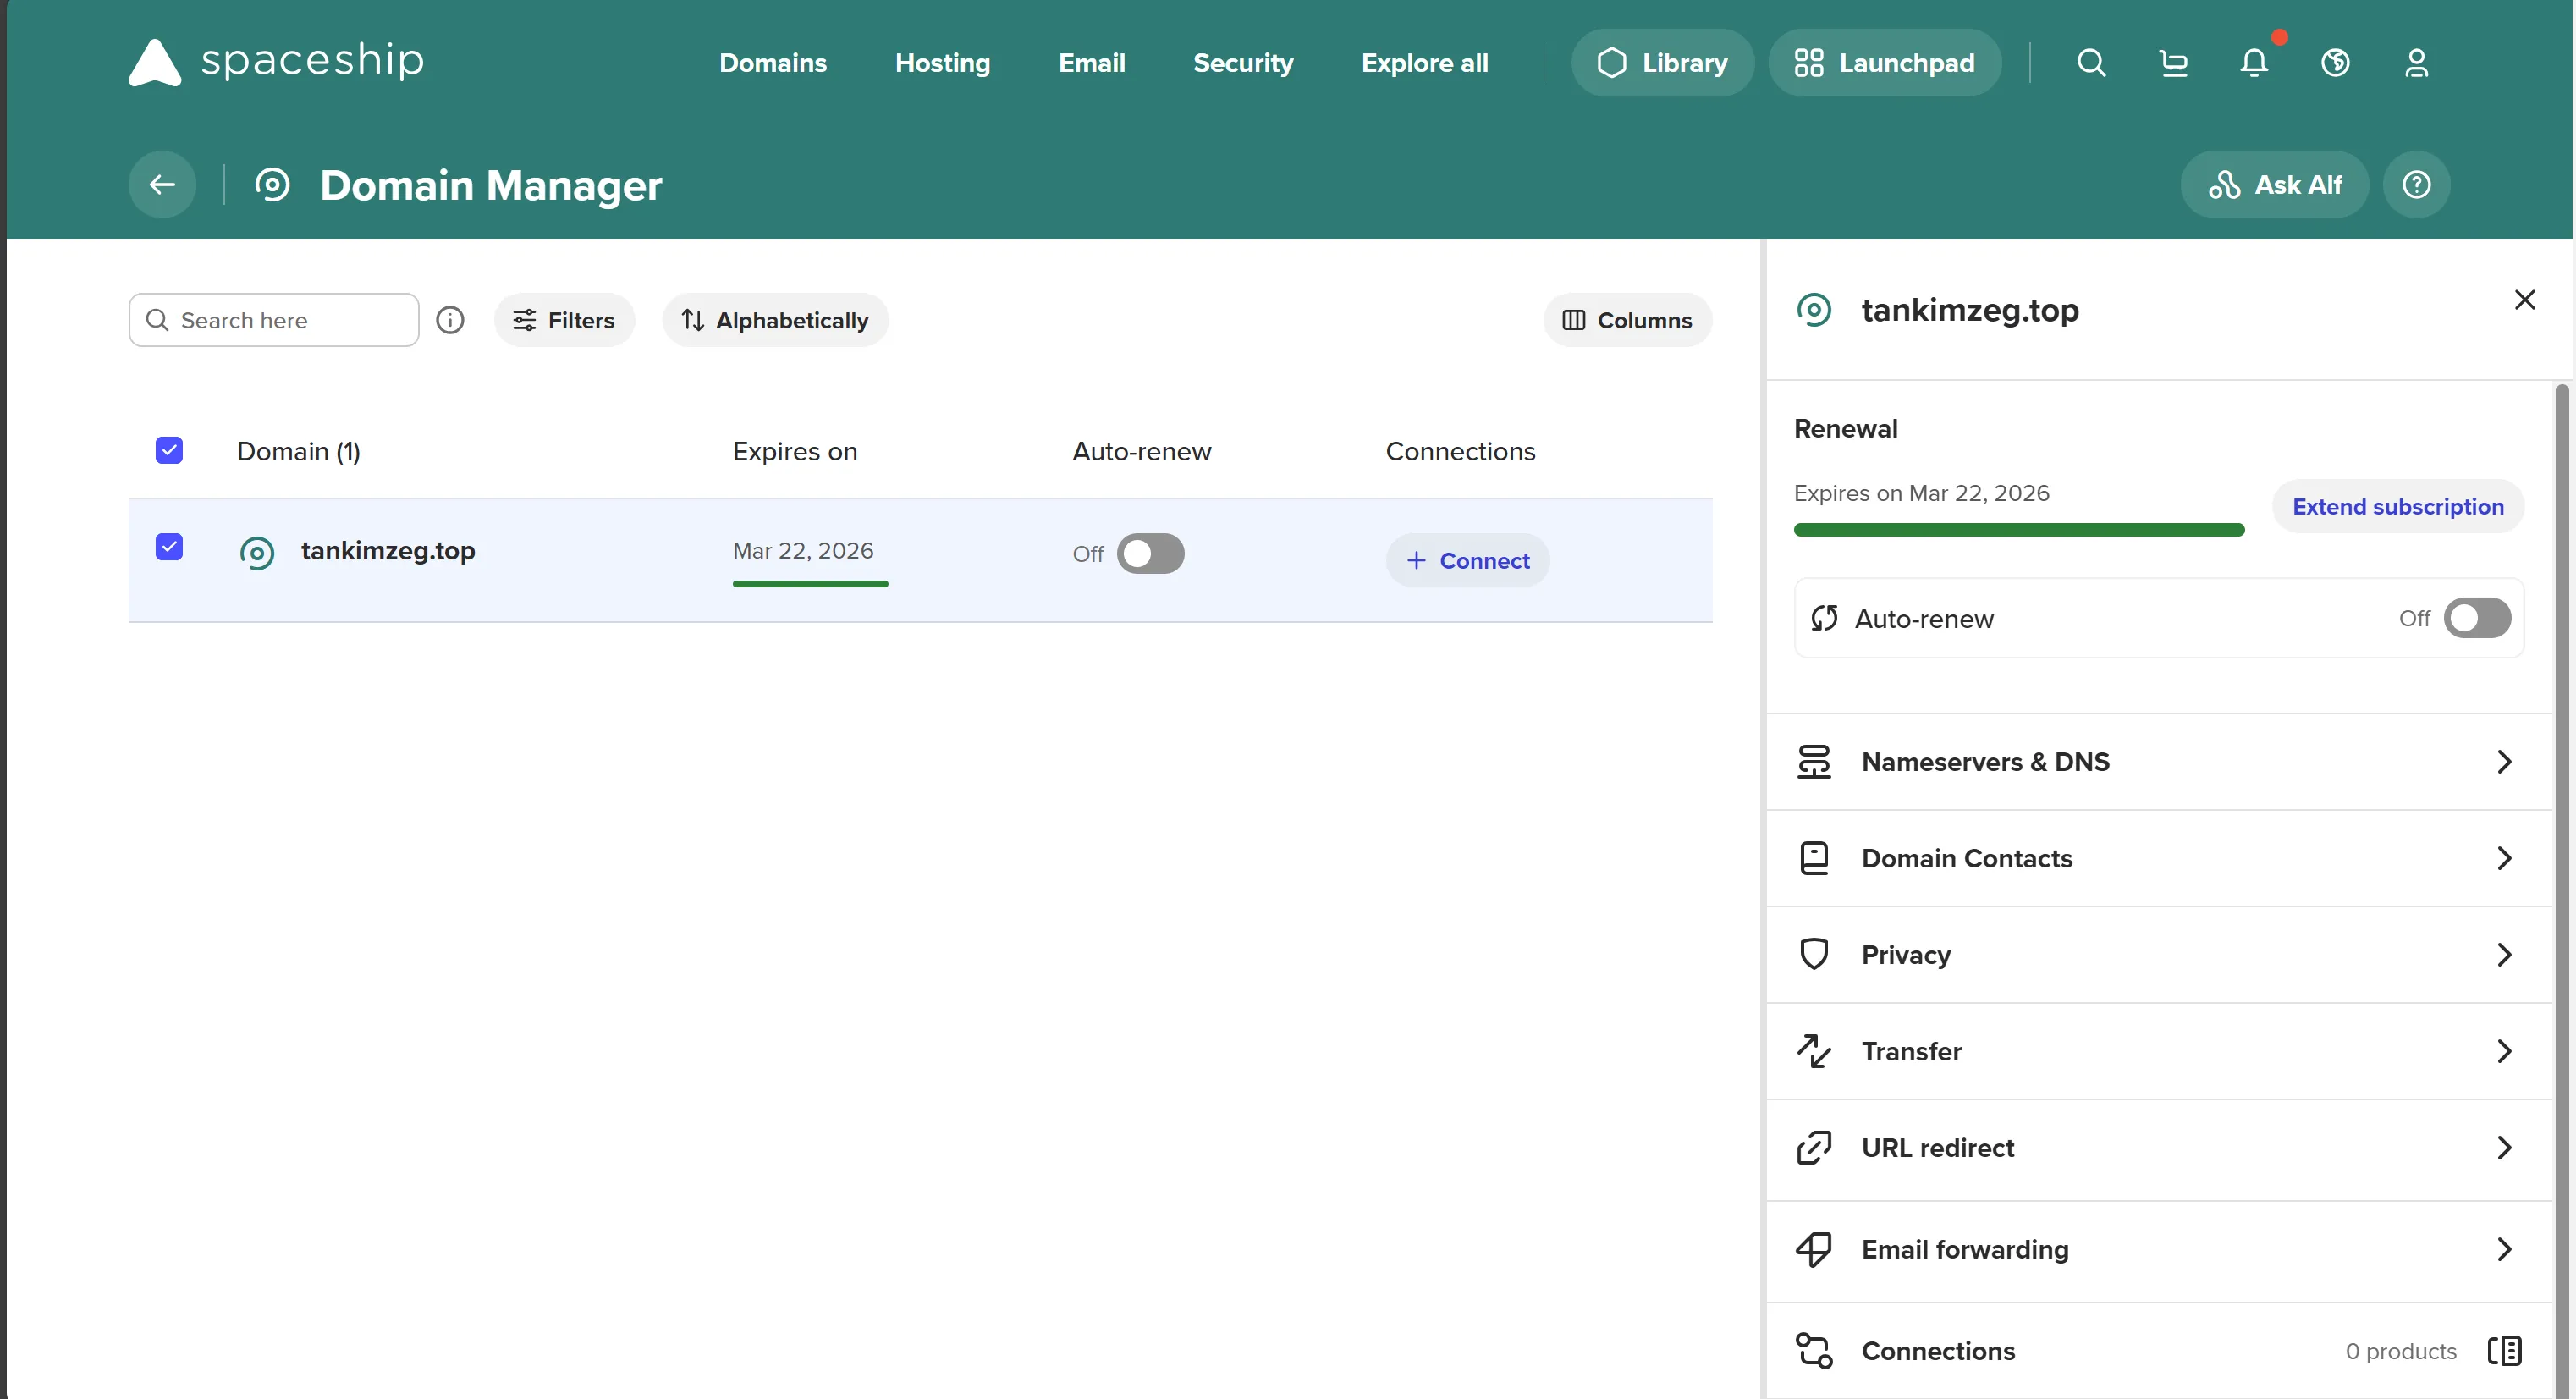 spaceship
Domains Hosting Email Security Explore all Library Launchpad
Domain Manager
Ask Alf
Search here
Filters
Alphabetically
Columns
Domain (1) Expires on Auto-renew Connections
tankimzeg.top Mar 22, 2026 Off Connect
tankimzeg.top
Renewal
Expires on Mar 22, 2026
Extend subscription
Auto-renew Off
Nameservers & DNS
Domain Contacts
Privacy
Transfer
URL redirect
Email forwarding
Connections 0 products